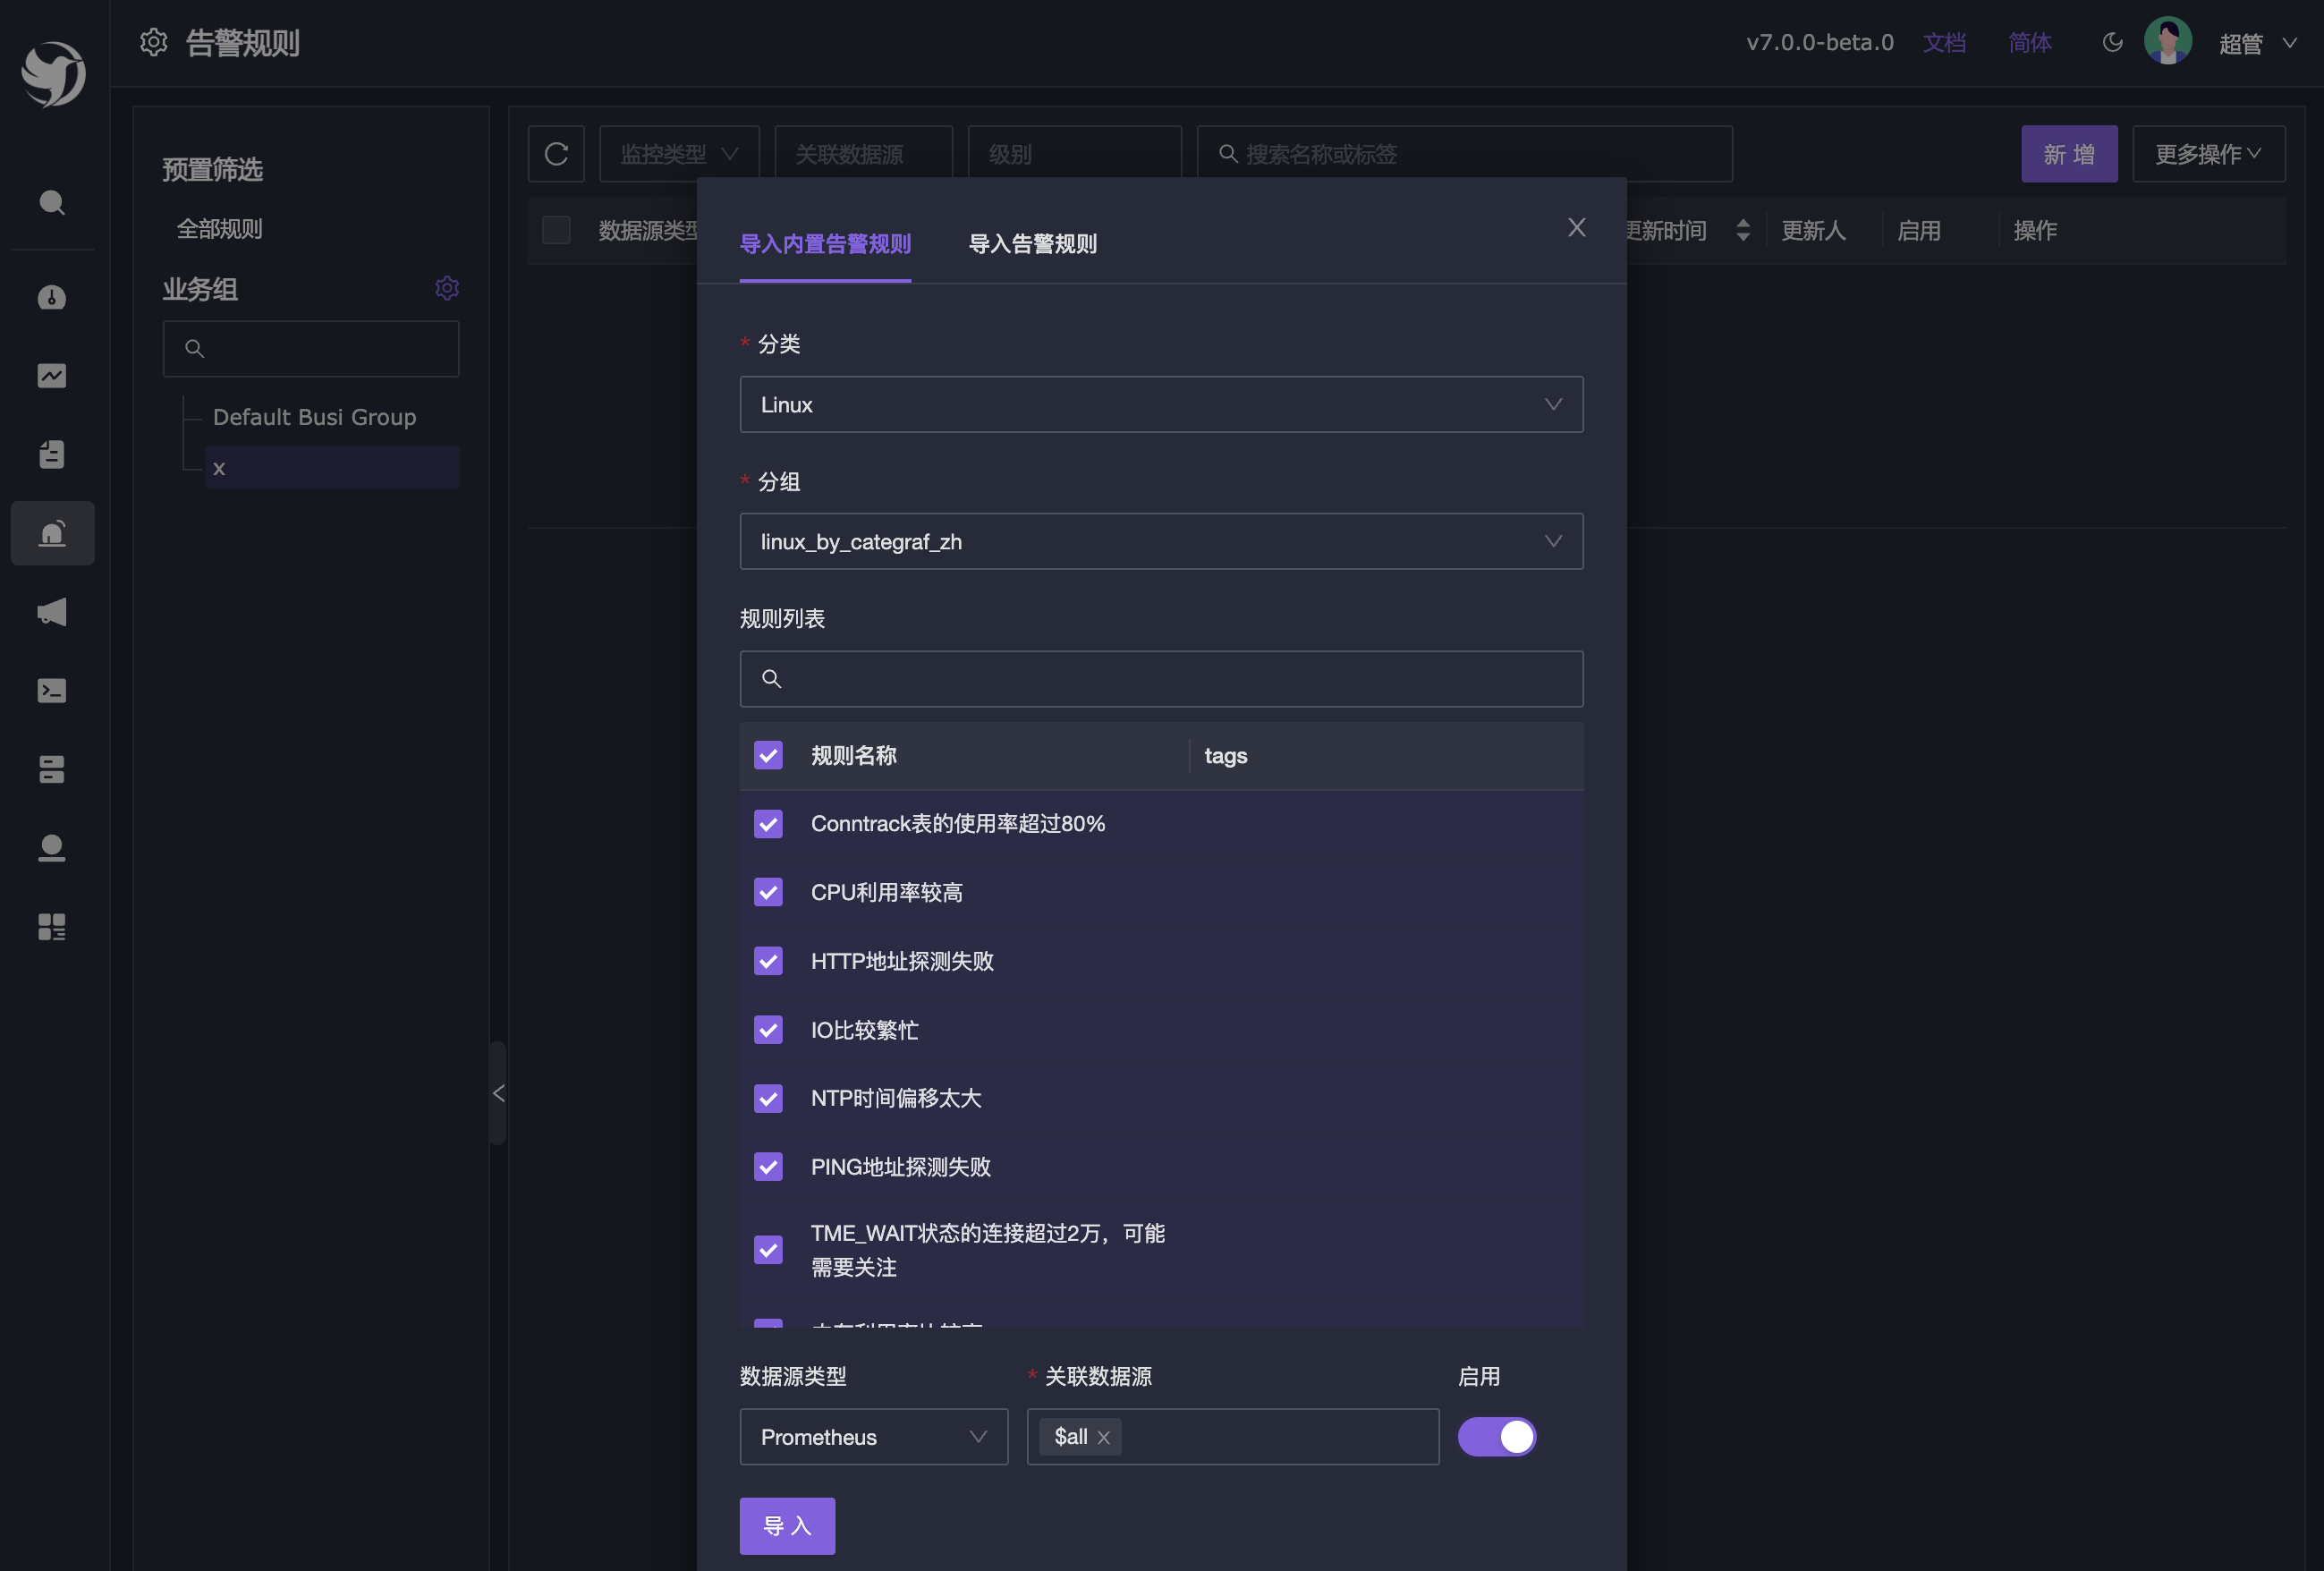 告警规则
v7.0.0-beta.0
文档
简体
超管
预置筛选
全部规则
业务组
Default Busi Group
x
监控类型
关联数据源
级别
搜索名称或标签
新 增
更多操作
数据源类型
更新时间
更新人
启用
操作
导入内置告警规则
导入告警规则
* 分类
Linux
* 分组
linux_by_categraf_zh
规则列表
规则名称
tags
Conntrack表的使用率超过80%
CPU利用率较高
HTTP地址探测失败
IO比较繁忙
NTP时间偏移太大
PING地址探测失败
TME_WAIT状态的连接超过2万，可能
需要关注
数据源类型
* 关联数据源
启用
Prometheus
$all
导 入